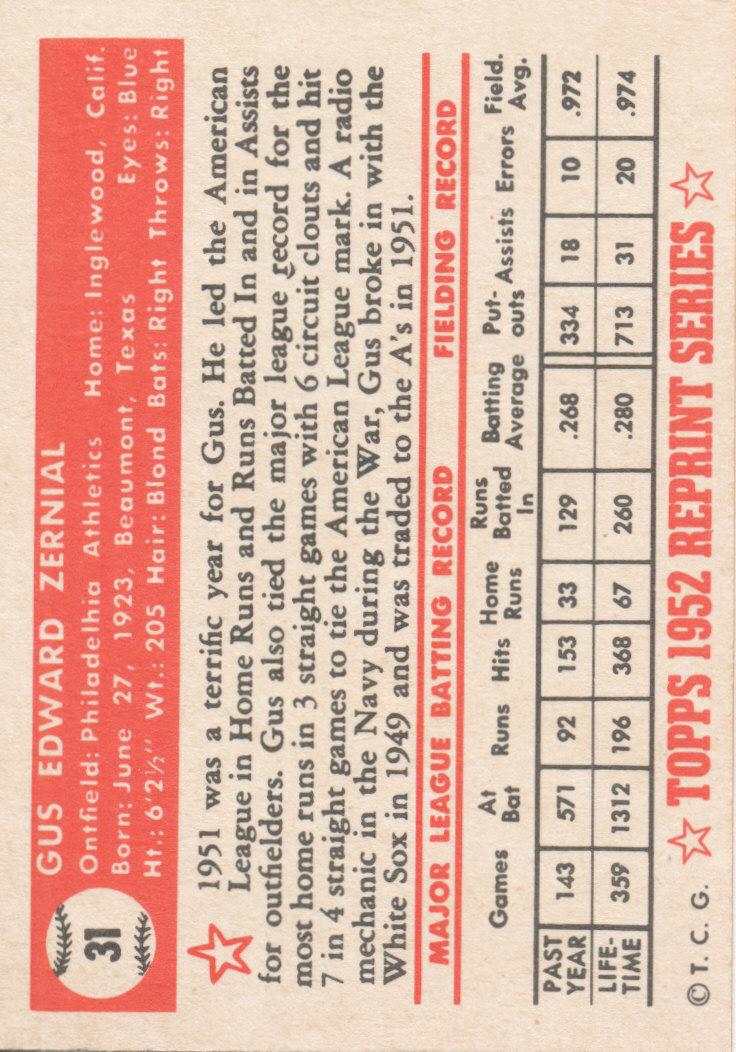 31
GUS EDWARD ZERNIAL
Ontfield: Philadelhia Athletics Home: Inglewood, Calif.
Born: June 27, 1923, Beaumont, Texas Eyes: Blue
Ht.: 6'2½" Wt.: 205 Hair: Blond Bats: Right Throws: Right
1951 was a terrific year for Gus. He led the American
League in Home Runs and Runs Batted In and in Assists
for outfielders. Gus also tied the major league record for the
most home runs in 3 straight games with 6 circuit clouts and hit
7 in 4 straight games to tie the American League mark. A radio
mechanic in the Navy during the War, Gus broke in with the
White Sox in 1949 and was traded to the A's in 1951.
MAJOR LEAGUE BATTING RECORD FIELDING RECORD
Games At Bat Runs Hits Home Runs Runs Batted In Batting Average Put-outs Assists Errors Field. Avg.
PAST YEAR 143 571 92 153 33 129 .268 334 18 10 .972
LIFE-TIME 359 1312 196 368 67 260 .280 713 31 20 .974
© T. C. G. TOPPS 1952 REPRINT SERIES